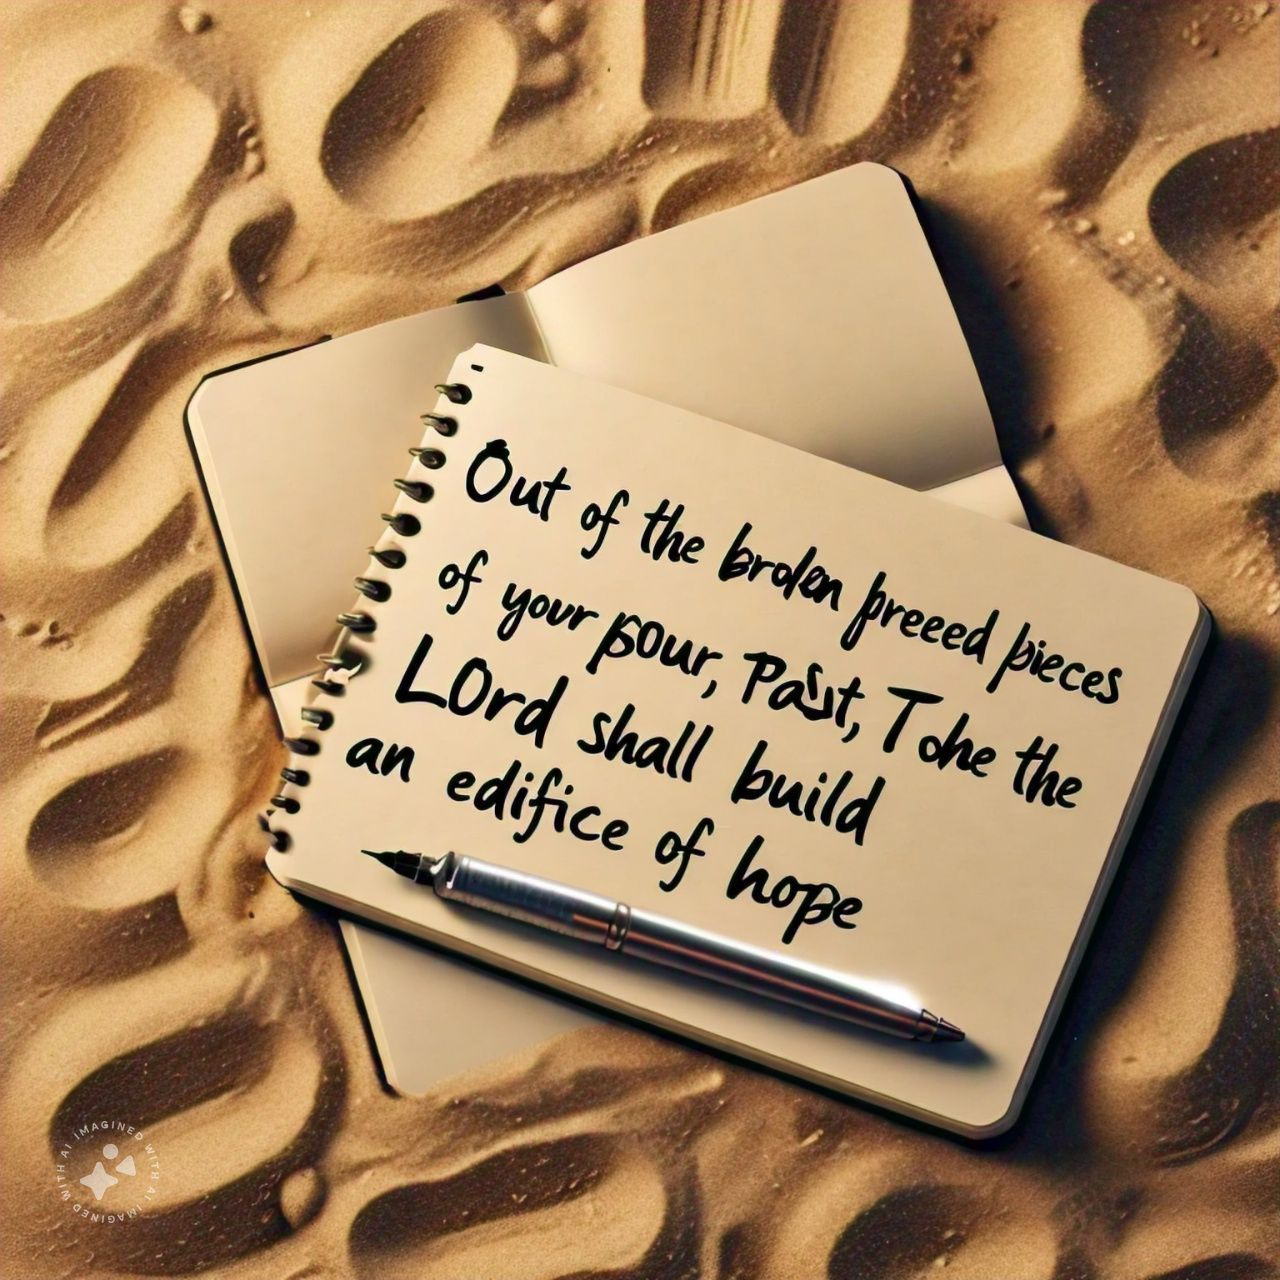 Out of the broden preeed pieces
of your pour, Past, Tohe the
LOrd shall build
an edifice of hope
IMAGINED WITH AI IMAGINED WITH AI